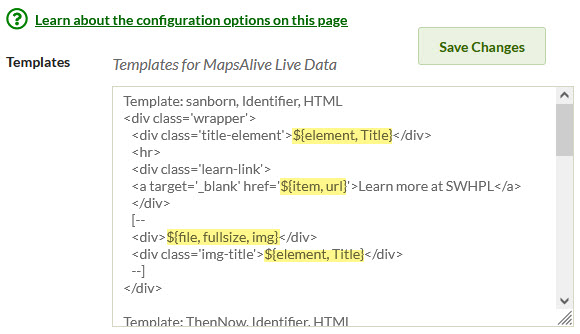 Learn about the configuration options on this page
Save Changes
Templates
Templates for MapsAlive Live Data
Template: sanborn, Identifier, HTML
<div class='wrapper'>
<div class='title-element'>${element, Title}</div>
<hr>
<div class='learn-link'>
<a target='_blank' href='${item, url}'>Learn more at SWHPL</a>
</div>
[--
<div>${file, fullsize, img}</div>
<div class='img-title'>${element, Title}</div>
--]
</div>
Template: ThenNow, Identifier, HTML